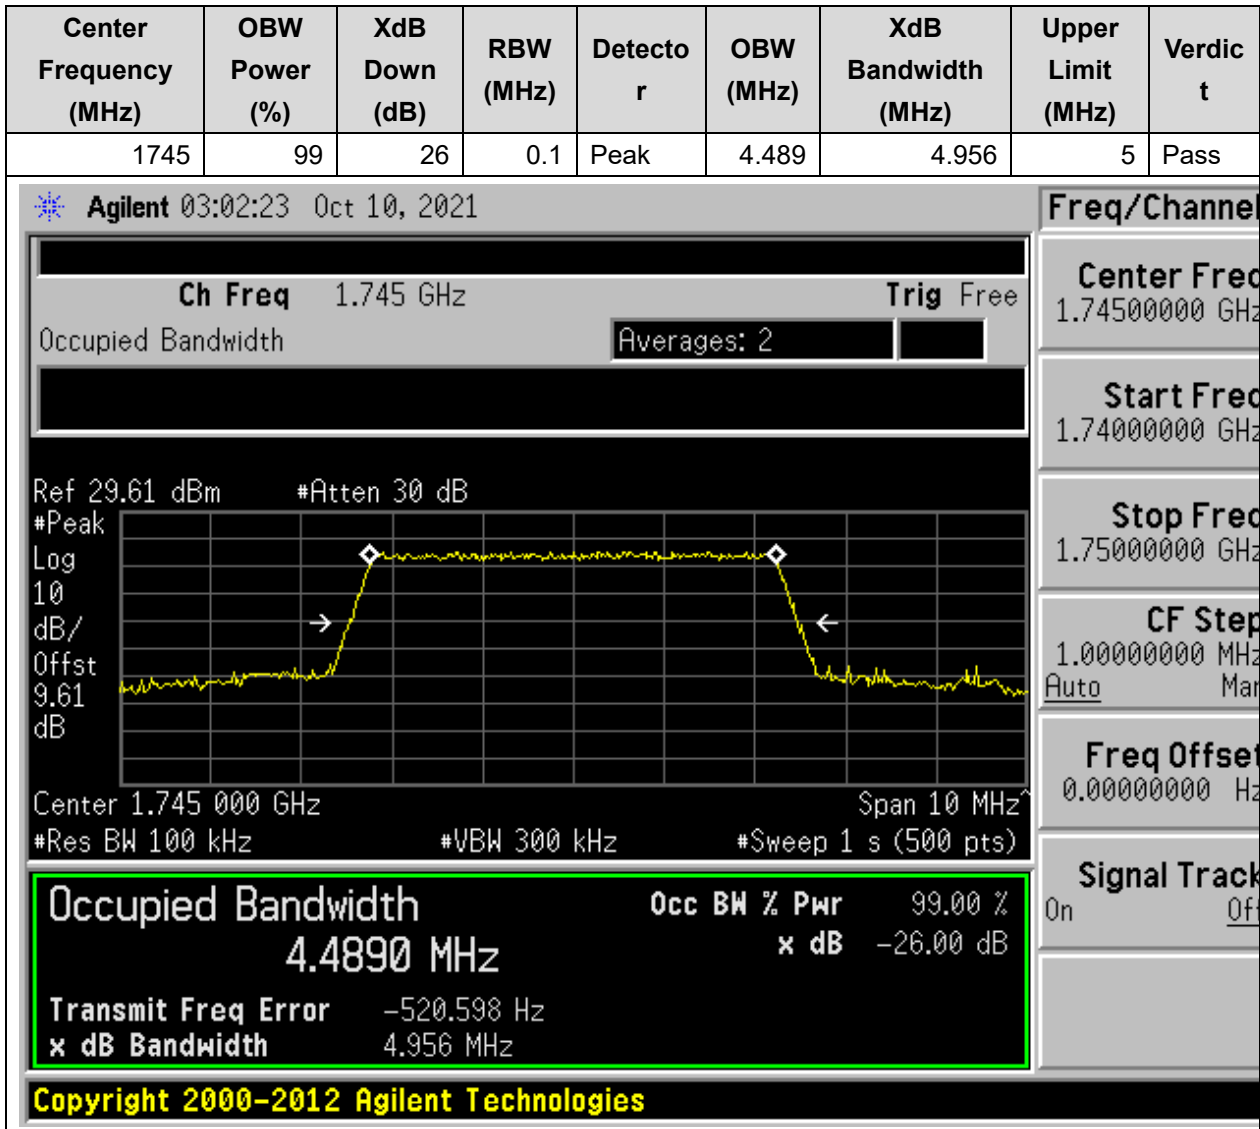 Center Frequency (MHz) OBW Power (%) XdB Down (dB) RBW (MHz) Detector OBW (MHz) XdB Bandwidth (MHz) Upper Limit (MHz) Verdict
1745 99 26 0.1 Peak 4.489 4.956 5 Pass
Agilent 03:02:23 Oct 10, 2021
Freq/Channel
Ch Freq 1.745 GHz Trig Free
Occupied Bandwidth Averages: 2
Center Freq
1.74500000 GHz
Start Freq
1.74000000 GHz
Ref 29.61 dBm #Atten 30 dB
#Peak
Log
10
dB/
Offst
9.61
dB
Stop Freq
1.75000000 GHz
CF Step
1.00000000 MHz
Auto Man
Freq Offset
0.00000000 Hz
Center 1.745 000 GHz Span 10 MHz^
#Res BW 100 kHz #VBW 300 kHz #Sweep 1 s (500 pts)
Signal Track
On Off
Occupied Bandwidth
4.4890 MHz
Occ BW % Pwr 99.00 %
x dB -26.00 dB
Transmit Freq Error -520.598 Hz
x dB Bandwidth 4.956 MHz
Copyright 2000-2012 Agilent Technologies